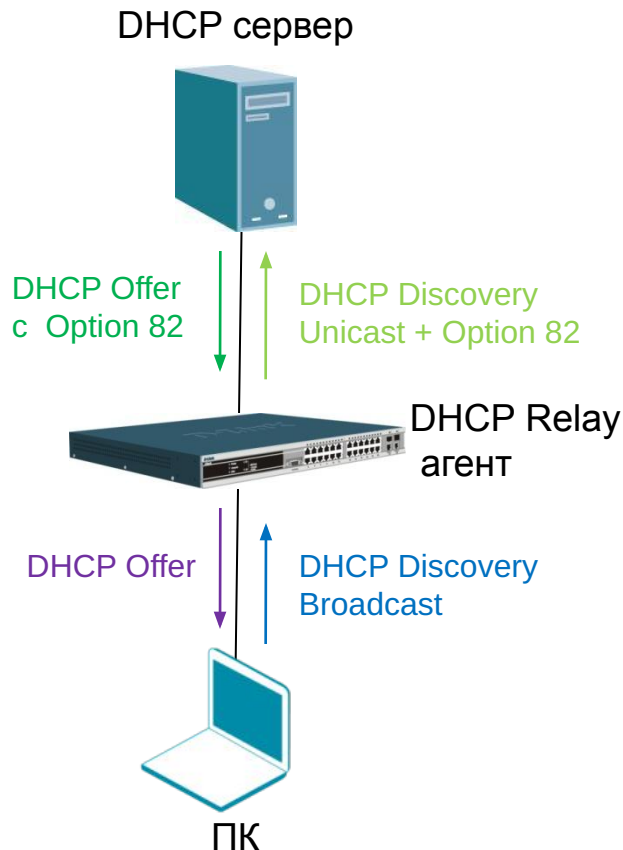 DHCP сервер
DHCP Offer
с Option 82
DHCP Discovery
Unicast + Option 82
DHCP Relay
агент
DHCP Offer
DHCP Discovery
Broadcast
ПК